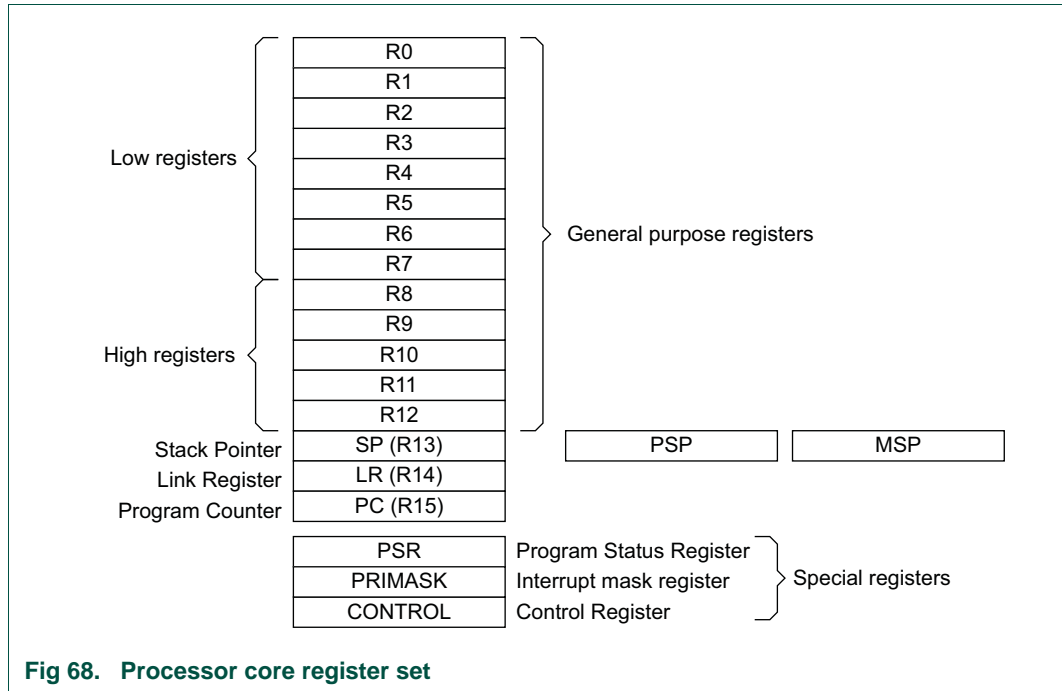 R0
R1
R2
R3
Low registers
R4
R5
R6
General purpose registers
R7
R8
R9
High registers
R10
R11
R12
Stack Pointer SP (R13) PSP MSP
Link Register LR (R14)
Program Counter PC (R15)
PSR Program Status Register
PRIMASK Interrupt mask register Special registers
CONTROL Control Register
Fig 68. Processor core register set